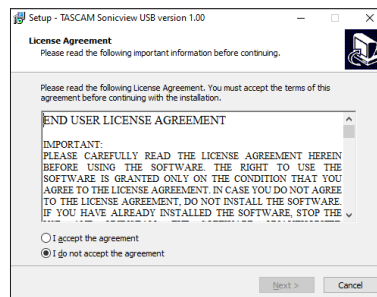 Setup - TASCAM Sonicview USB version 1.00
License Agreement
Please read the following important information before continuing.
Please read the following License Agreement. You must accept the terms of this
agreement before continuing with the installation.
END USER LICENSE AGREEMENT
IMPORTANT:
PLEASE CAREFULLY READ THE LICENSE AGREEMENT HEREIN
BEFORE USING THE SOFTWARE. THE RIGHT TO USE THE
SOFTWARE IS GRANTED ONLY ON THE CONDITION THAT YOU
AGREE TO THE LICENSE AGREEMENT. IN CASE YOU DO NOT AGREE
TO THE LICENSE AGREEMENT, DO NOT INSTALL THE SOFTWARE.
IF YOU HAVE ALREADY INSTALLED THE SOFTWARE, STOP THE
I accept the agreement
I do not accept the agreement
Next >
Cancel